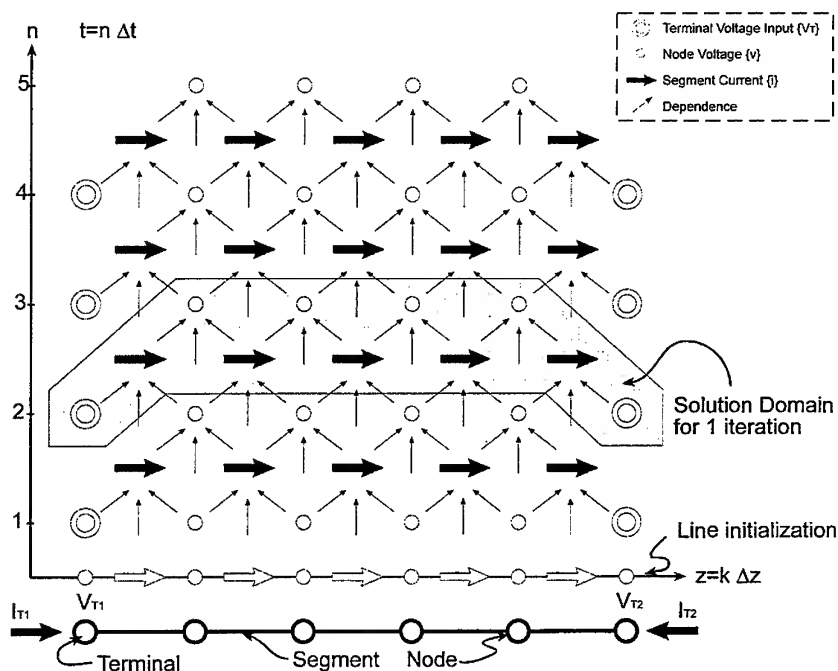 n
t=n Δt
Terminal Voltage Input {VT}
Node Voltage {v}
Segment Current {i}
Dependence
5
4
3
2
1
Solution Domain
for 1 iteration
Line initialization
z=k Δz
VT1
VT2
IT1
IT2
Terminal
Segment
Node